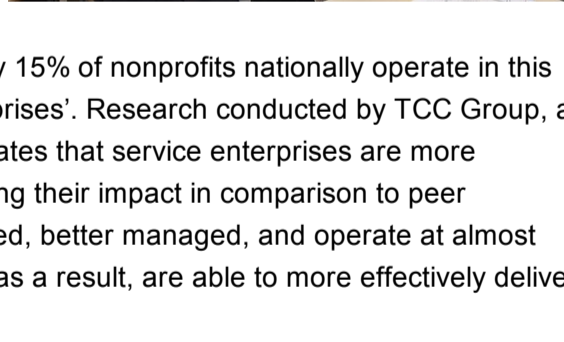 15% of nonprofits nationally operate in this
rises’. Research conducted by TCC Group, a
ates that service enterprises are more
ng their impact in comparison to peer
ed, better managed, and operate at almost
as a result, are able to more effectively delive